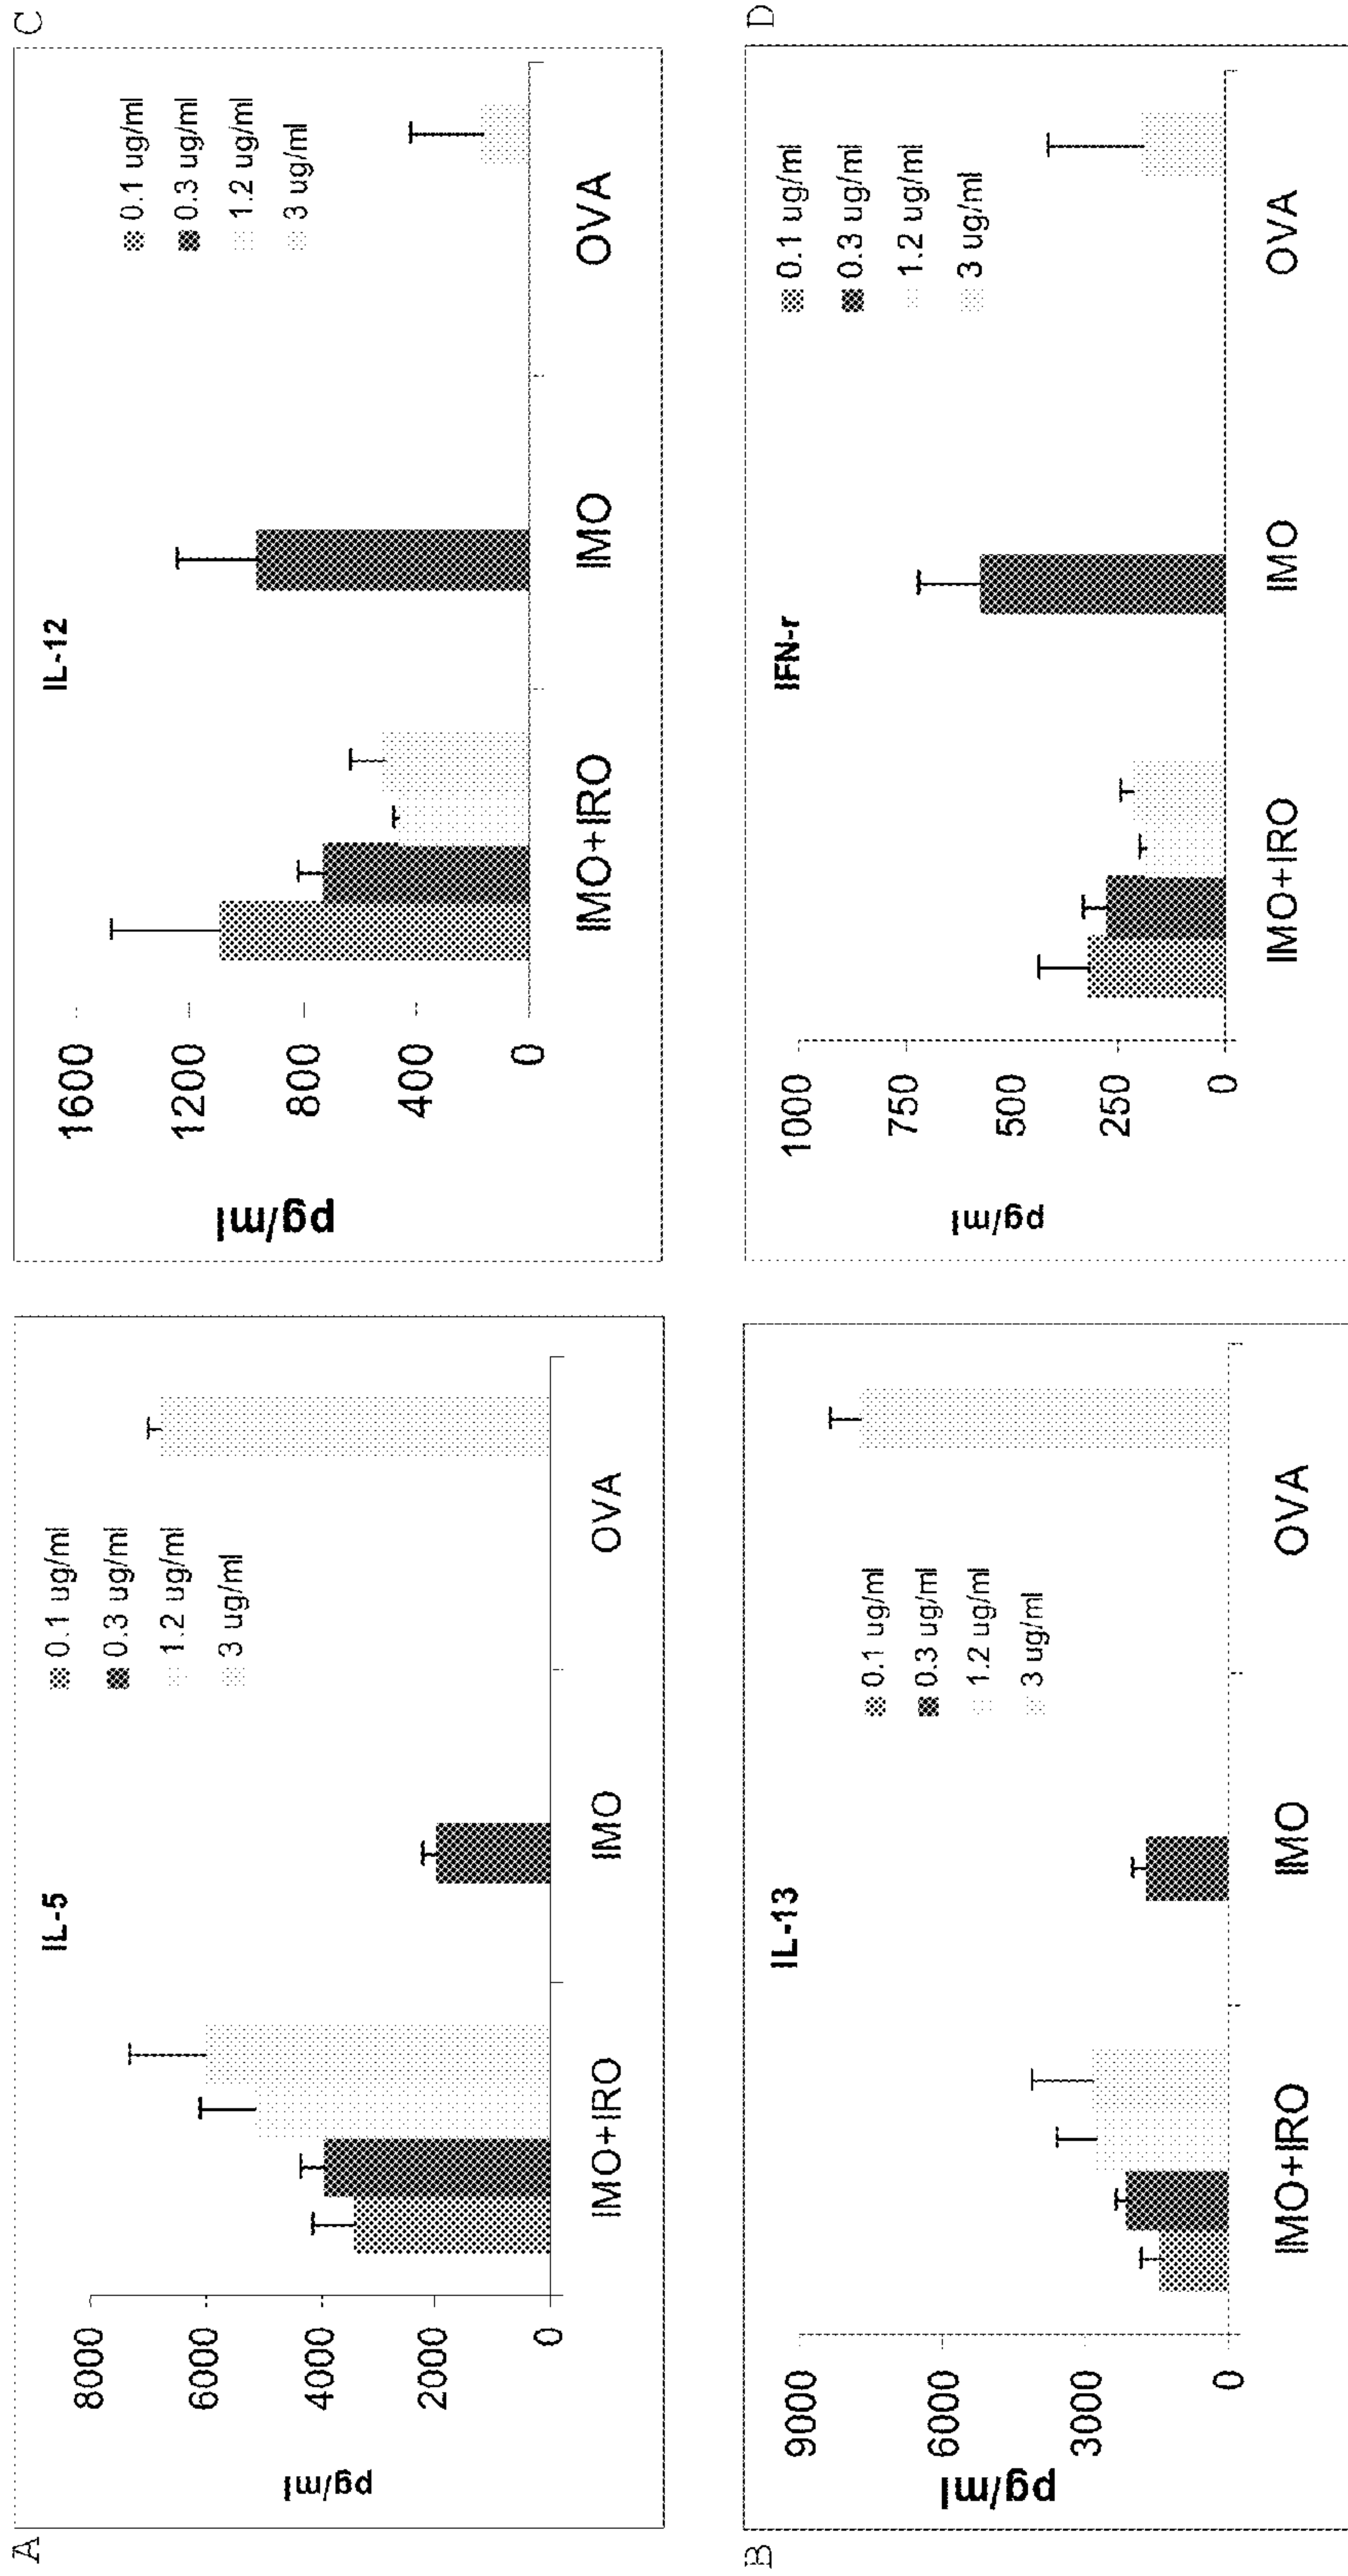 A
IL-5
pg/ml
8000
6000
4000
2000
0
0.1 ug/ml
0.3 ug/ml
1.2 ug/ml
3 ug/ml
IMO+IRO
IMO
OVA
C
IL-12
pg/ml
1600
1200
800
400
0
0.1 ug/ml
0.3 ug/ml
1.2 ug/ml
3 ug/ml
IMO+IRO
IMO
OVA
B
IL-13
pg/ml
9000
6000
3000
0
0.1 ug/ml
0.3 ug/ml
1.2 ug/ml
3 ug/ml
IMO+IRO
IMO
OVA
D
IFN-r
pg/ml
1000
750
500
250
0
0.1 ug/ml
0.3 ug/ml
1.2 ug/ml
3 ug/ml
IMO+IRO
IMO
OVA